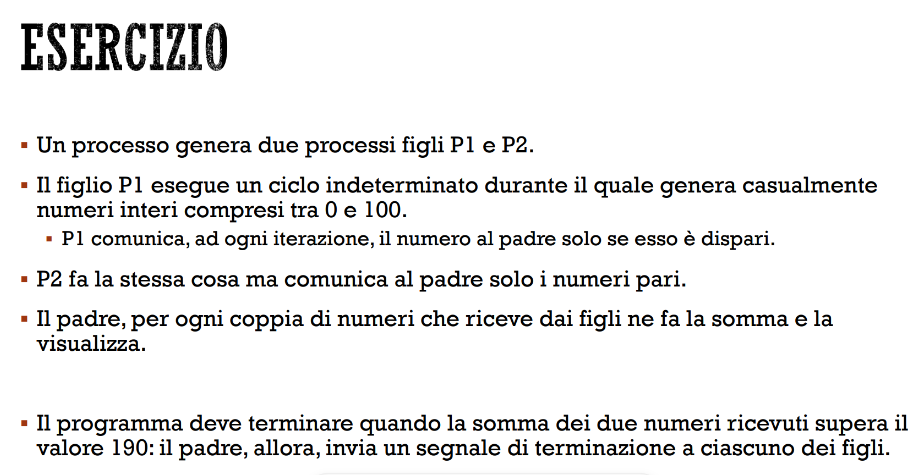 ESERCIZIO
▪ Un processo genera due processi figli P1 e P2.
▪ Il figlio P1 esegue un ciclo indeterminato durante il quale genera casualmente
numeri interi compresi tra 0 e 100.
▪ P1 comunica, ad ogni iterazione, il numero al padre solo se esso è dispari.
▪ P2 fa la stessa cosa ma comunica al padre solo i numeri pari.
▪ Il padre, per ogni coppia di numeri che riceve dai figli ne fa la somma e la
visualizza.
▪ Il programma deve terminare quando la somma dei due numeri ricevuti supera il
valore 190: il padre, allora, invia un segnale di terminazione a ciascuno dei figli.